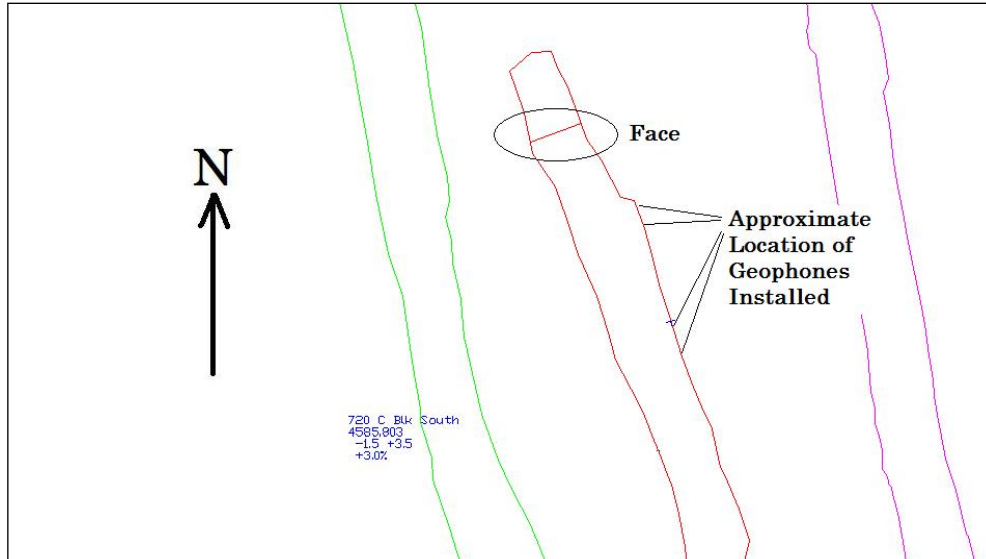 Face
N
Approximate
Location of
Geophones
Installed
720 C Blk South
4585.803
-1.5 +3.5
+3.0%